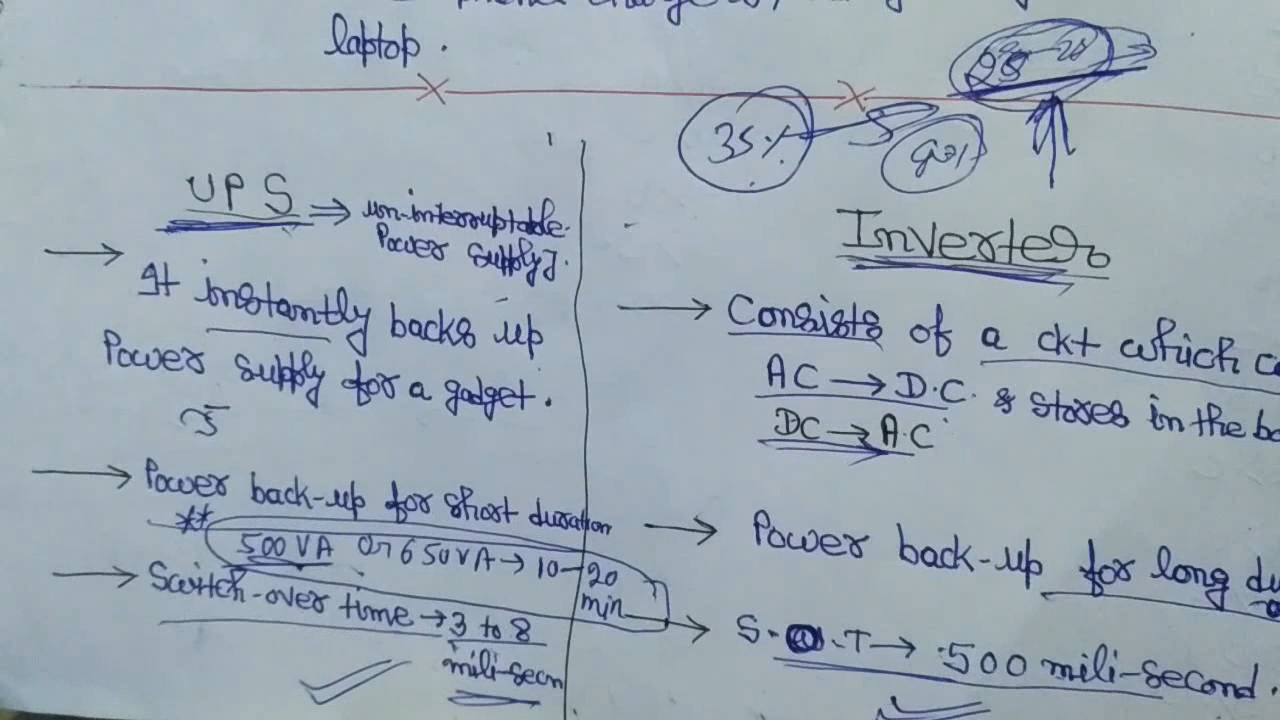 laptop.
35%
90%
UPS ⇒ un-interruptable
Power supply].
→ It instantly backs up
Power supply for a gadget.
→ Power back-up for short duration
** 500 VA or 650VA → 10-20
min
→ Switch-over time → 3 to 8
mili-secon
Inverter
→ Consists of a ckt which
AC → D.C. & stores in the
DC → A.C
→ Power back-up for long
→ S.O.T → 500 mili-second.